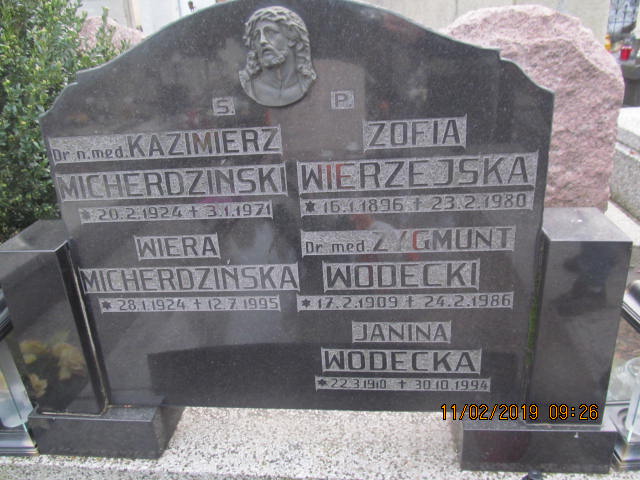 S. P.
Dr n. med. KAZIMIERZ
MICHERDZIŃSKI
* 20.2.1924 + 3.1.1971
WIERA
MICHERDZIŃSKA
* 28.1.1924 + 12.7.1995
ZOFIA
WIERZEJSKA
* 16.1.1896 + 23.2.1980
Dr med. ZYGMUNT
WODECKI
* 17.2.1909 + 24.2.1986
JANINA
WODECKA
* 22.3.1910 + 30.10.1994
11/02/2019 09:26